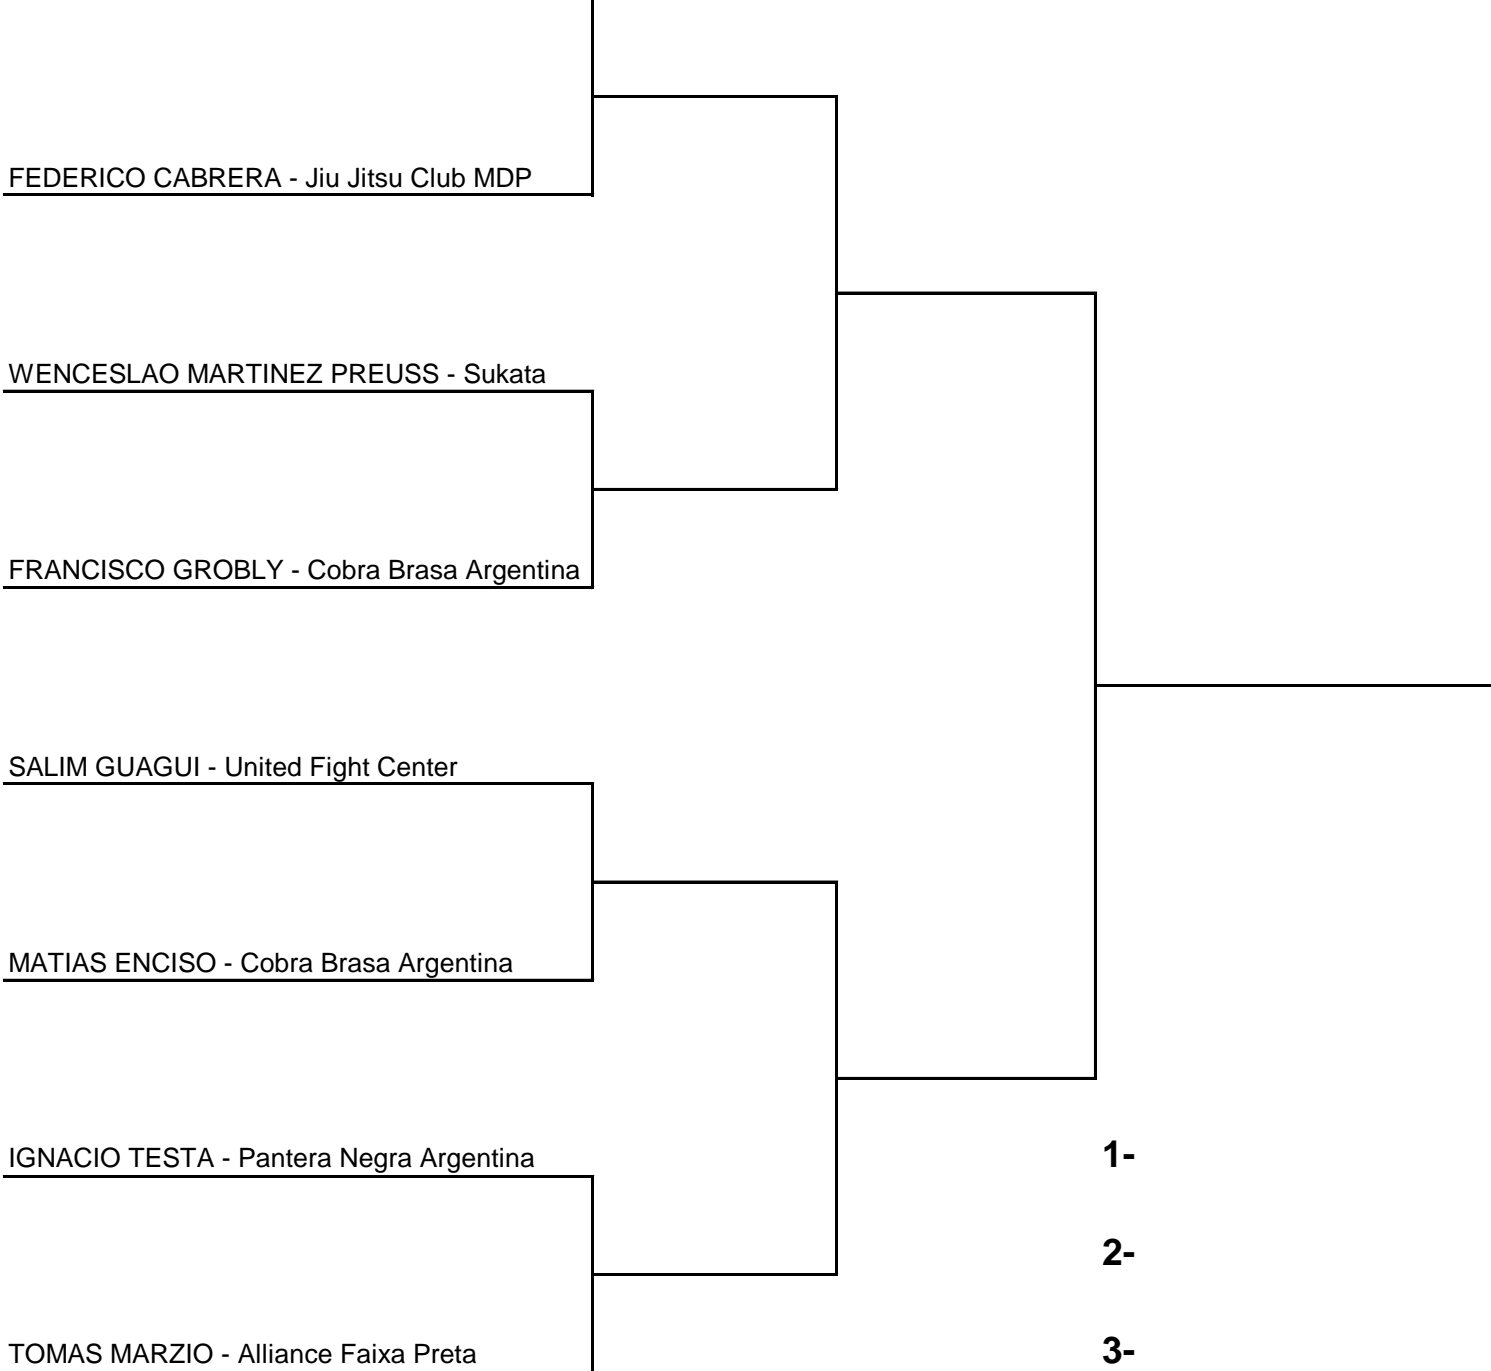 FEDERICO CABRERA - Jiu Jitsu Club MDP
WENCESLAO MARTINEZ PREUSS - Sukata
FRANCISCO GROBLY - Cobra Brasa Argentina
SALIM GUAGUI - United Fight Center
MATIAS ENCISO - Cobra Brasa Argentina
IGNACIO TESTA - Pantera Negra Argentina
1-
2-
TOMAS MARZIO - Alliance Faixa Preta
3-